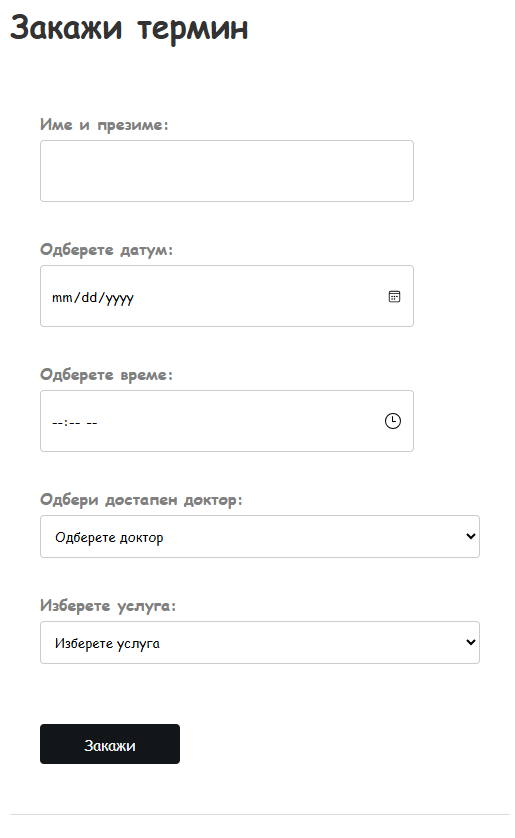 Закажи термин
Име и презиме:
Одберете датум:
mm/dd/yyyy
Одберете време:
--:-- --
Одбери достапен доктор:
Одберете доктор
Изберете услуга:
Изберете услуга
Закажи